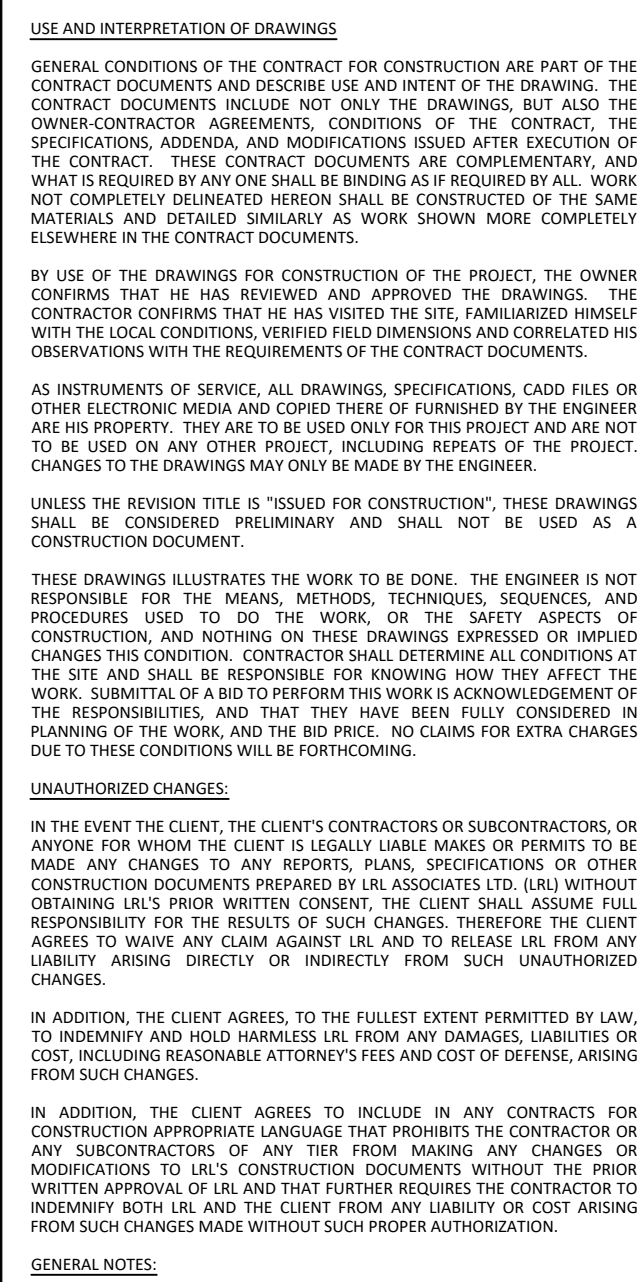 USE AND INTERPRETATION OF DRAWINGS
GENERAL CONDITIONS OF THE CONTRACT FOR CONSTRUCTION ARE PART OF THE
CONTRACT DOCUMENTS AND DESCRIBE USE AND INTENT OF THE DRAWING. THE
CONTRACT DOCUMENTS INCLUDE NOT ONLY THE DRAWINGS, BUT ALSO THE
OWNER-CONTRACTOR AGREEMENTS, CONDITIONS OF THE CONTRACT, THE
SPECIFICATIONS, ADDENDA, AND MODIFICATIONS ISSUED AFTER EXECUTION OF
THE CONTRACT. THESE CONTRACT DOCUMENTS ARE COMPLEMENTARY, AND
WHAT IS REQUIRED BY ANY ONE SHALL BE BINDING AS IF REQUIRED BY ALL. WORK
NOT COMPLETELY DELINEATED HEREON SHALL BE CONSTRUCTED OF THE SAME
MATERIALS AND DETAILED SIMILARLY AS WORK SHOWN MORE COMPLETELY
ELSEWHERE IN THE CONTRACT DOCUMENTS.
BY USE OF THE DRAWINGS FOR CONSTRUCTION OF THE PROJECT, THE OWNER
CONFIRMS THAT HE HAS REVIEWED AND APPROVED THE DRAWINGS. THE
CONTRACTOR CONFIRMS THAT HE HAS VISITED THE SITE, FAMILIARIZED HIMSELF
WITH THE LOCAL CONDITIONS, VERIFIED FIELD DIMENSIONS AND CORRELATED HIS
OBSERVATIONS WITH THE REQUIREMENTS OF THE CONTRACT DOCUMENTS.
AS INSTRUMENTS OF SERVICE, ALL DRAWINGS, SPECIFICATIONS, CADD FILES OR
OTHER ELECTRONIC MEDIA AND COPIED THERE OF FURNISHED BY THE ENGINEER
ARE HIS PROPERTY. THEY ARE TO BE USED ONLY FOR THIS PROJECT AND ARE NOT
TO BE USED ON ANY OTHER PROJECT, INCLUDING REPEATS OF THE PROJECT.
CHANGES TO THE DRAWINGS MAY ONLY BE MADE BY THE ENGINEER.
UNLESS THE REVISION TITLE IS "ISSUED FOR CONSTRUCTION", THESE DRAWINGS
SHALL BE CONSIDERED PRELIMINARY AND SHALL NOT BE USED AS A
CONSTRUCTION DOCUMENT.
THESE DRAWINGS ILLUSTRATES THE WORK TO BE DONE. THE ENGINEER IS NOT
RESPONSIBLE FOR THE MEANS, METHODS, TECHNIQUES, SEQUENCES, AND
PROCEDURES USED TO DO THE WORK, OR THE SAFETY ASPECTS OF
CONSTRUCTION, AND NOTHING ON THESE DRAWINGS EXPRESSED OR IMPLIED
CHANGES THIS CONDITION. CONTRACTOR SHALL DETERMINE ALL CONDITIONS AT
THE SITE AND SHALL BE RESPONSIBLE FOR KNOWING HOW THEY AFFECT THE
WORK. SUBMITTAL OF A BID TO PERFORM THIS WORK IS ACKNOWLEDGEMENT OF
THE RESPONSIBILITIES, AND THAT THEY HAVE BEEN FULLY CONSIDERED IN
PLANNING OF THE WORK, AND THE BID PRICE. NO CLAIMS FOR EXTRA CHARGES
DUE TO THESE CONDITIONS WILL BE FORTHCOMING.
UNAUTHORIZED CHANGES:
IN THE EVENT THE CLIENT, THE CLIENT'S CONTRACTORS OR SUBCONTRACTORS, OR
ANYONE FOR WHOM THE CLIENT IS LEGALLY LIABLE MAKES OR PERMITS TO BE
MADE ANY CHANGES TO ANY REPORTS, PLANS, SPECIFICATIONS OR OTHER
CONSTRUCTION DOCUMENTS PREPARED BY LRL ASSOCIATES LTD. (LRL) WITHOUT
OBTAINING LRL'S PRIOR WRITTEN CONSENT, THE CLIENT SHALL ASSUME FULL
RESPONSIBILITY FOR THE RESULTS OF SUCH CHANGES. THEREFORE THE CLIENT
AGREES TO WAIVE ANY CLAIM AGAINST LRL AND TO RELEASE LRL FROM ANY
LIABILITY ARISING DIRECTLY OR INDIRECTLY FROM SUCH UNAUTHORIZED
CHANGES.
IN ADDITION, THE CLIENT AGREES, TO THE FULLEST EXTENT PERMITTED BY LAW,
TO INDEMNIFY AND HOLD HARMLESS LRL FROM ANY DAMAGES, LIABILITIES OR
COST, INCLUDING REASONABLE ATTORNEY'S FEES AND COST OF DEFENSE, ARISING
FROM SUCH CHANGES.
IN ADDITION, THE CLIENT AGREES TO INCLUDE IN ANY CONTRACTS FOR
CONSTRUCTION APPROPRIATE LANGUAGE THAT PROHIBITS THE CONTRACTOR OR
ANY SUBCONTRACTORS OF ANY TIER FROM MAKING ANY CHANGES OR
MODIFICATIONS TO LRL'S CONSTRUCTION DOCUMENTS WITHOUT THE PRIOR
WRITTEN APPROVAL OF LRL AND THAT FURTHER REQUIRES THE CONTRACTOR TO
INDEMNIFY BOTH LRL AND THE CLIENT FROM ANY LIABILITY OR COST ARISING
FROM SUCH CHANGES MADE WITHOUT SUCH PROPER AUTHORIZATION.
GENERAL NOTES: